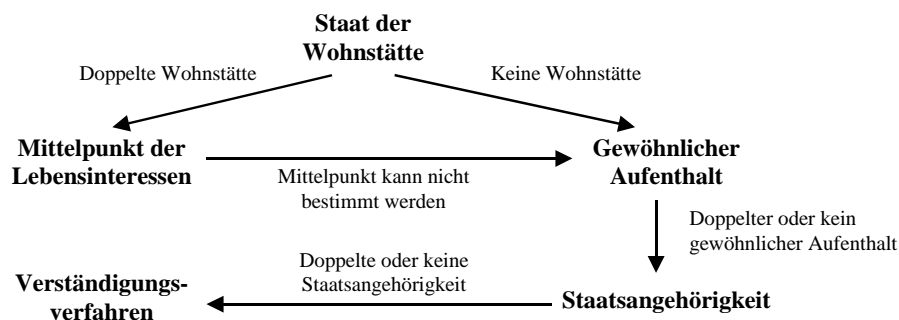 Staat der
Wohnstätte
Doppelte Wohnstätte
Keine Wohnstätte
Mittelpunkt der
Lebensinteressen
Mittelpunkt kann nicht
bestimmt werden
Gewöhnlicher
Aufenthalt
Doppelter oder kein
gewöhnlicher Aufenthalt
Staatsangehörigkeit
Doppelte oder keine
Staatsangehörigkeit
Verständigungs-
verfahren